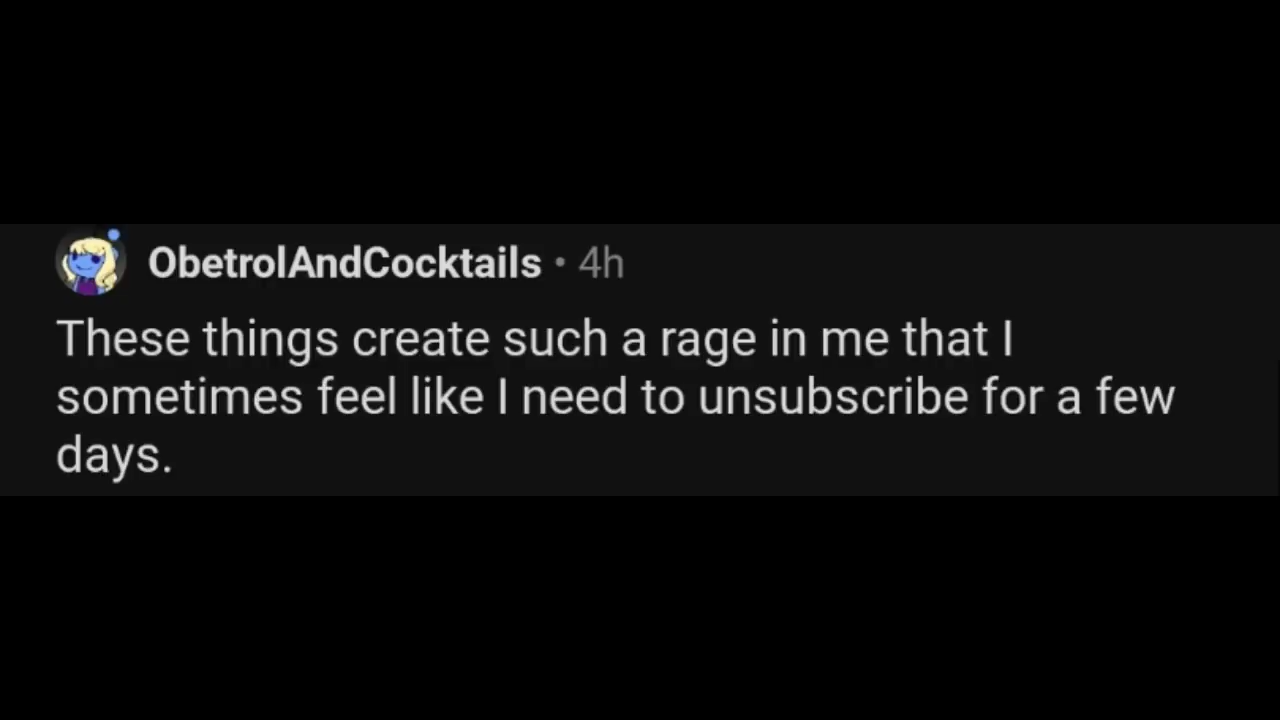 ObetrolAndCocktails • 4h
These things create such a rage in me that I
sometimes feel like I need to unsubscribe for a few
days.